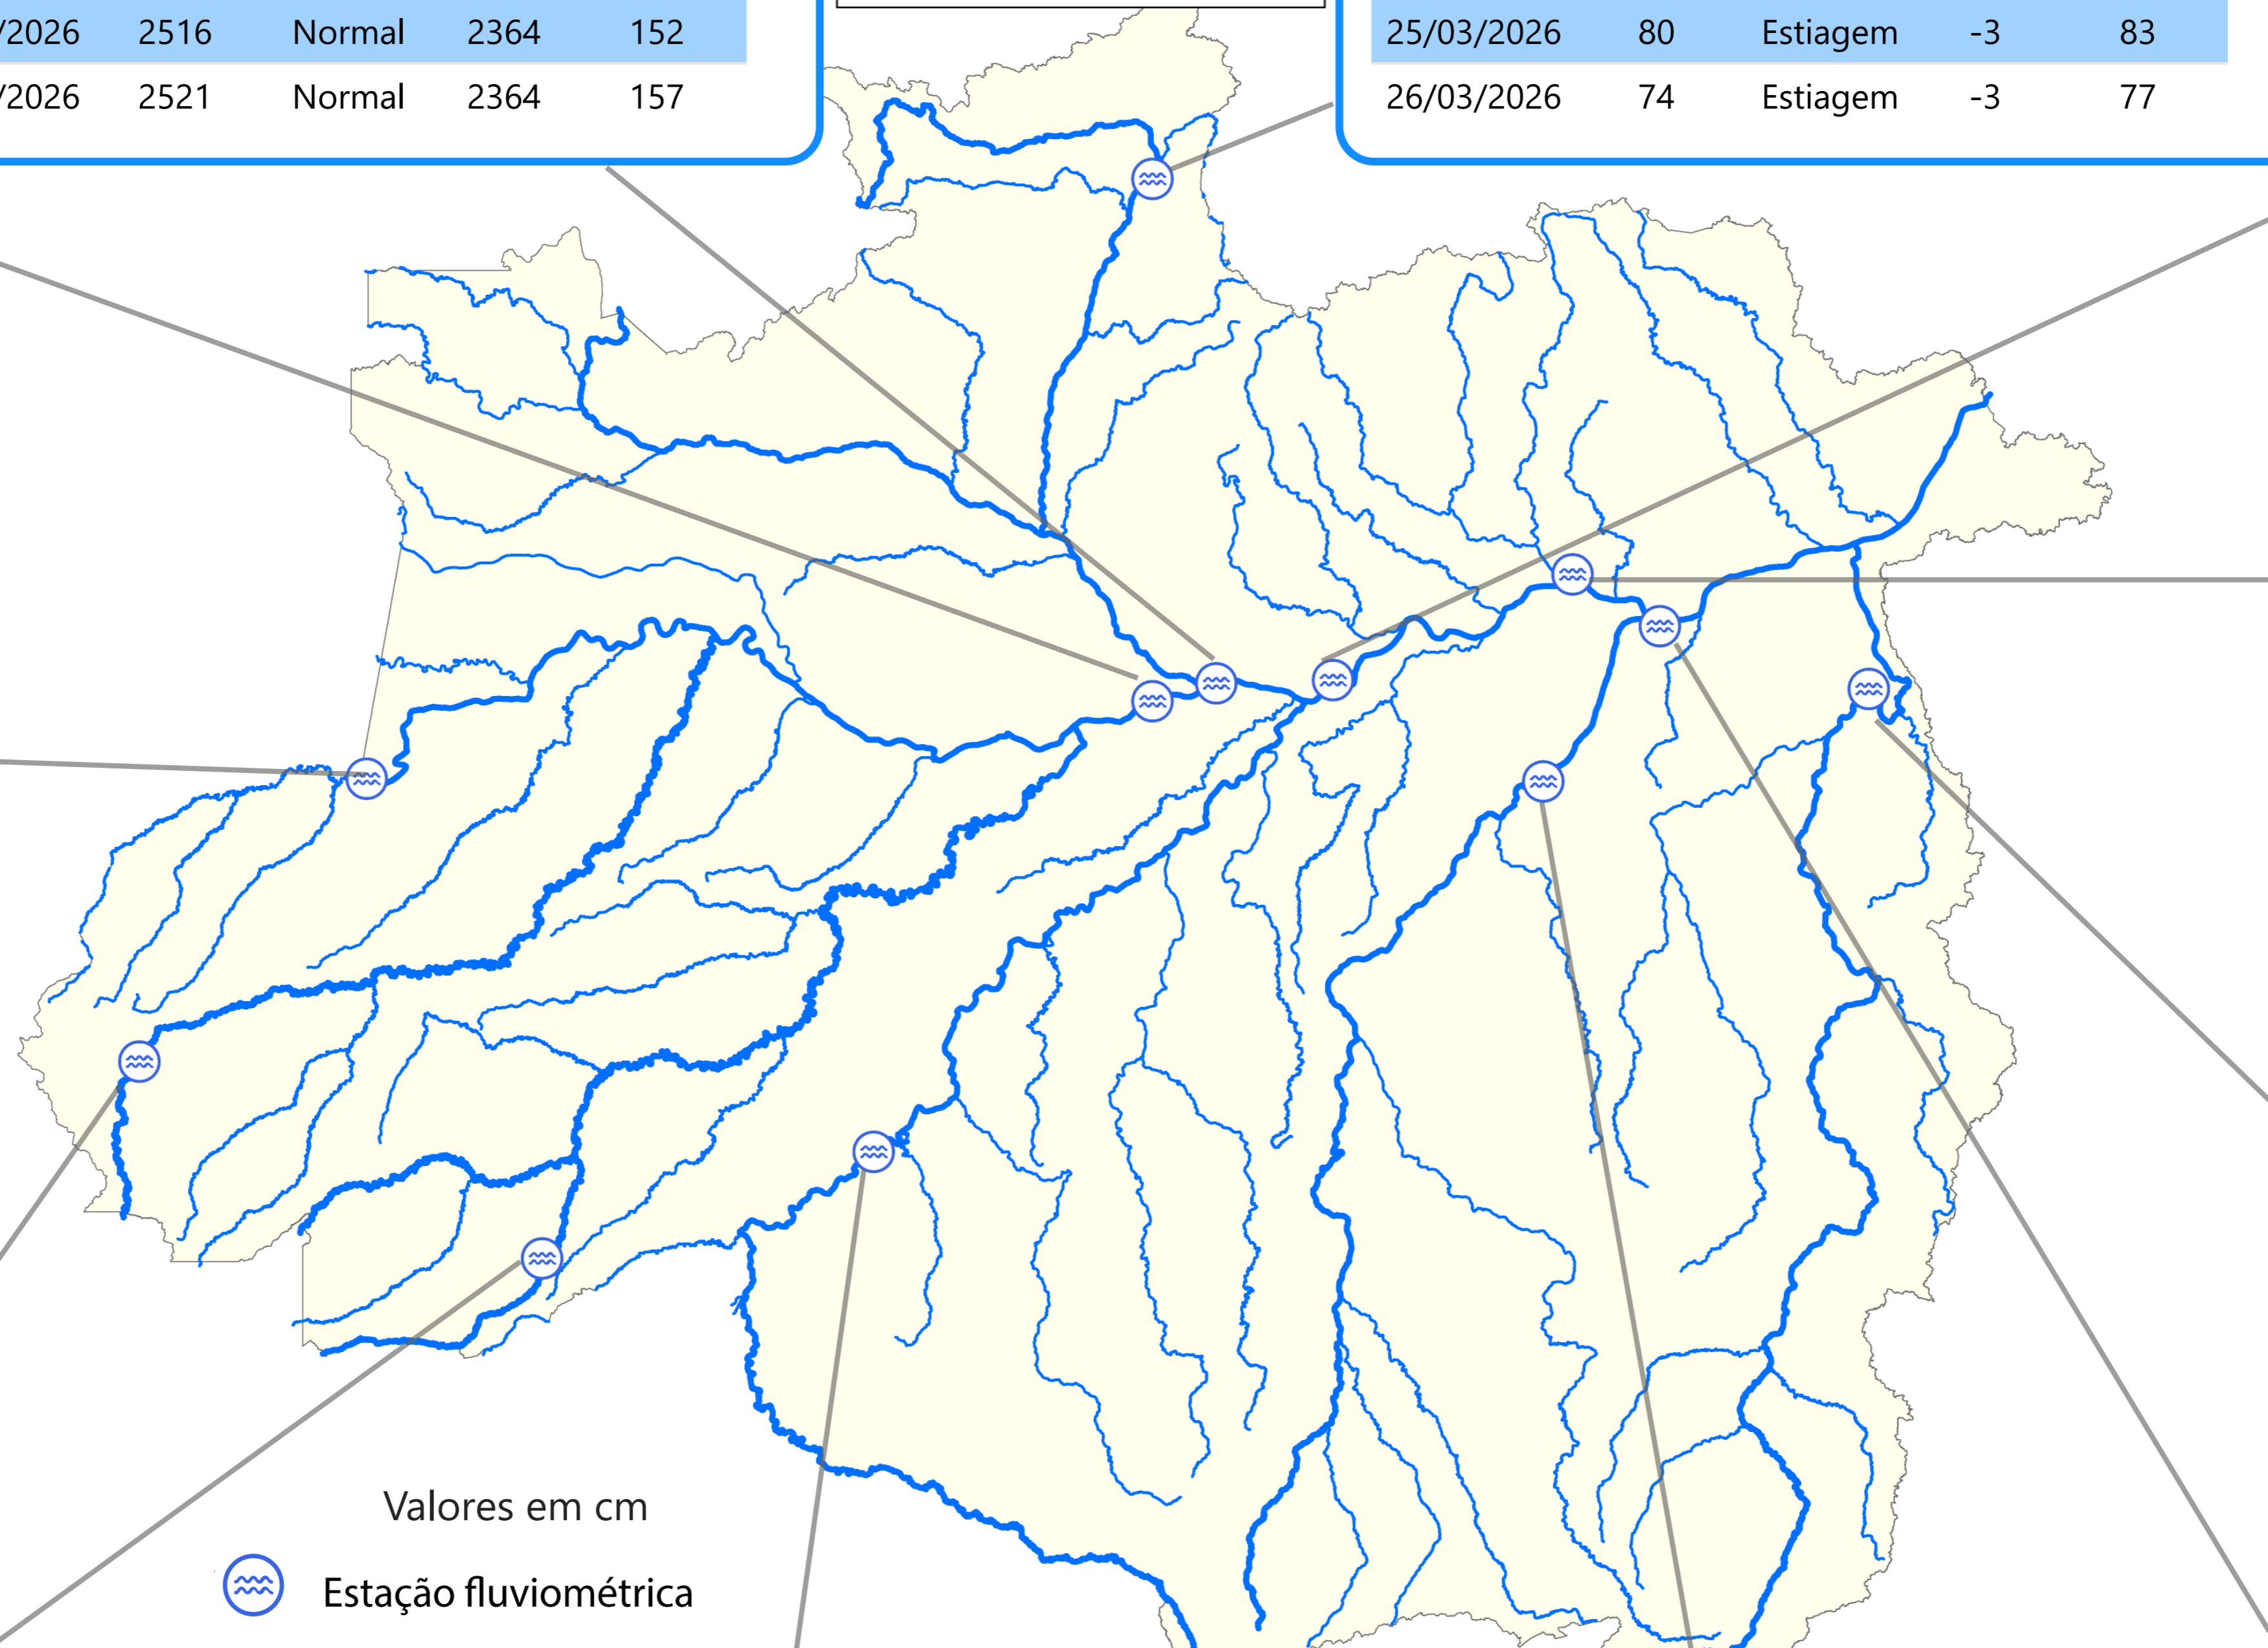 /2026 2516 Normal 2364 152
/2026 2521 Normal 2364 157
25/03/2026 80 Estiagem -3 83
26/03/2026 74 Estiagem -3 77
Valores em cm
Estação fluviométrica